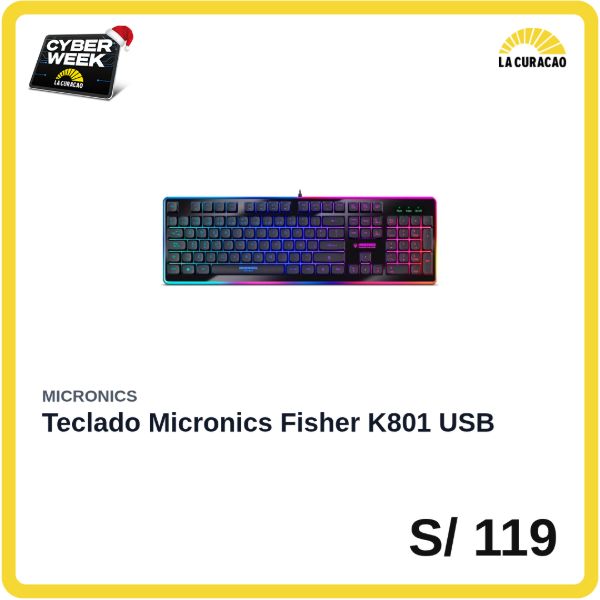 CYBER
WEEK
LA CURACAO
LA CURACAO
MICRONICS
Teclado Micronics Fisher K801 USB
S/ 119